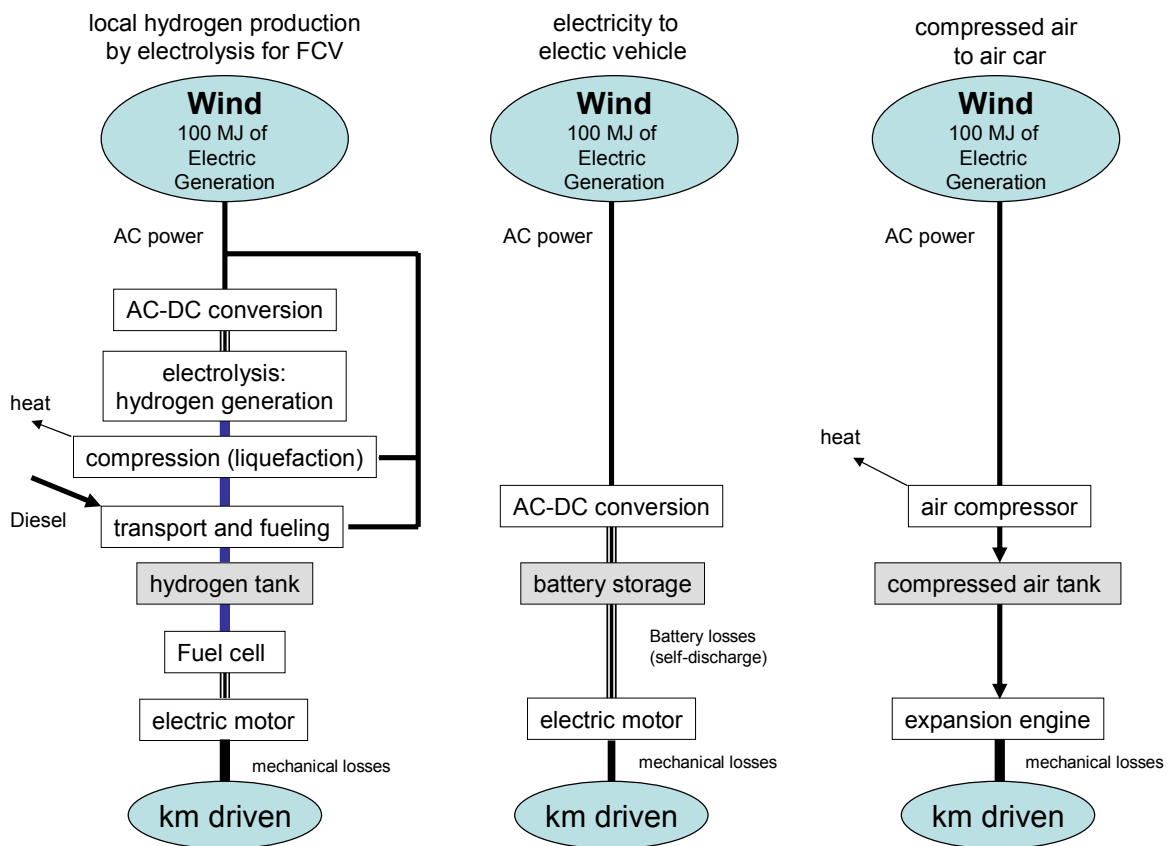 local hydrogen production
by electrolysis for FCV
Wind
100 MJ of
Electric
Generation
AC power
AC-DC conversion
electrolysis:
hydrogen generation
heat
compression (liquefaction)
Diesel
transport and fueling
hydrogen tank
Fuel cell
electric motor
mechanical losses
km driven
electricity to
electic vehicle
Wind
100 MJ of
Electric
Generation
AC power
AC-DC conversion
battery storage
Battery losses
(self-discharge)
electric motor
mechanical losses
km driven
compressed air
to air car
Wind
100 MJ of
Electric
Generation
AC power
heat
air compressor
compressed air tank
expansion engine
mechanical losses
km driven